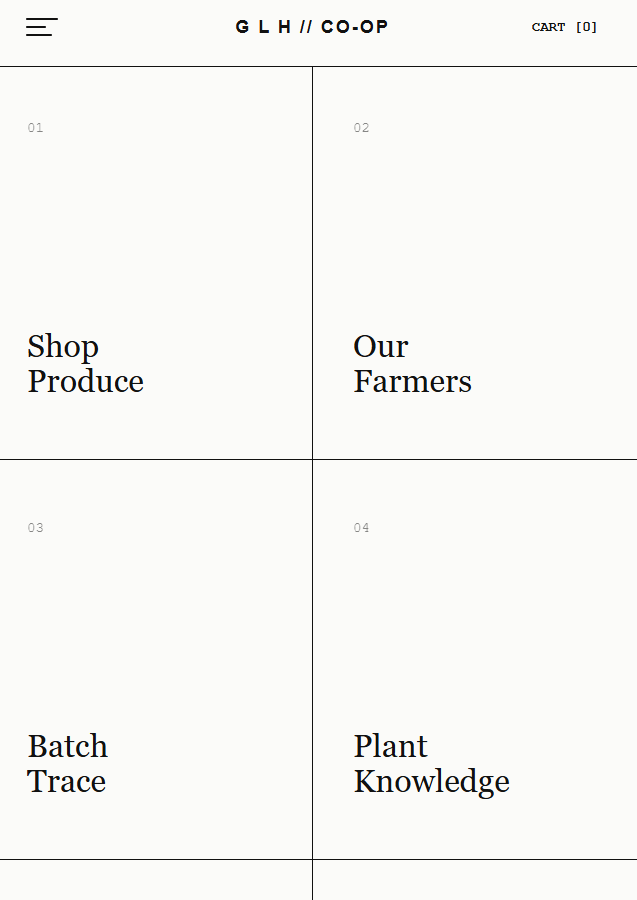 G L H // CO-OP
CART [0]
01
02
Shop
Produce
Our
Farmers
03
04
Batch
Trace
Plant
Knowledge